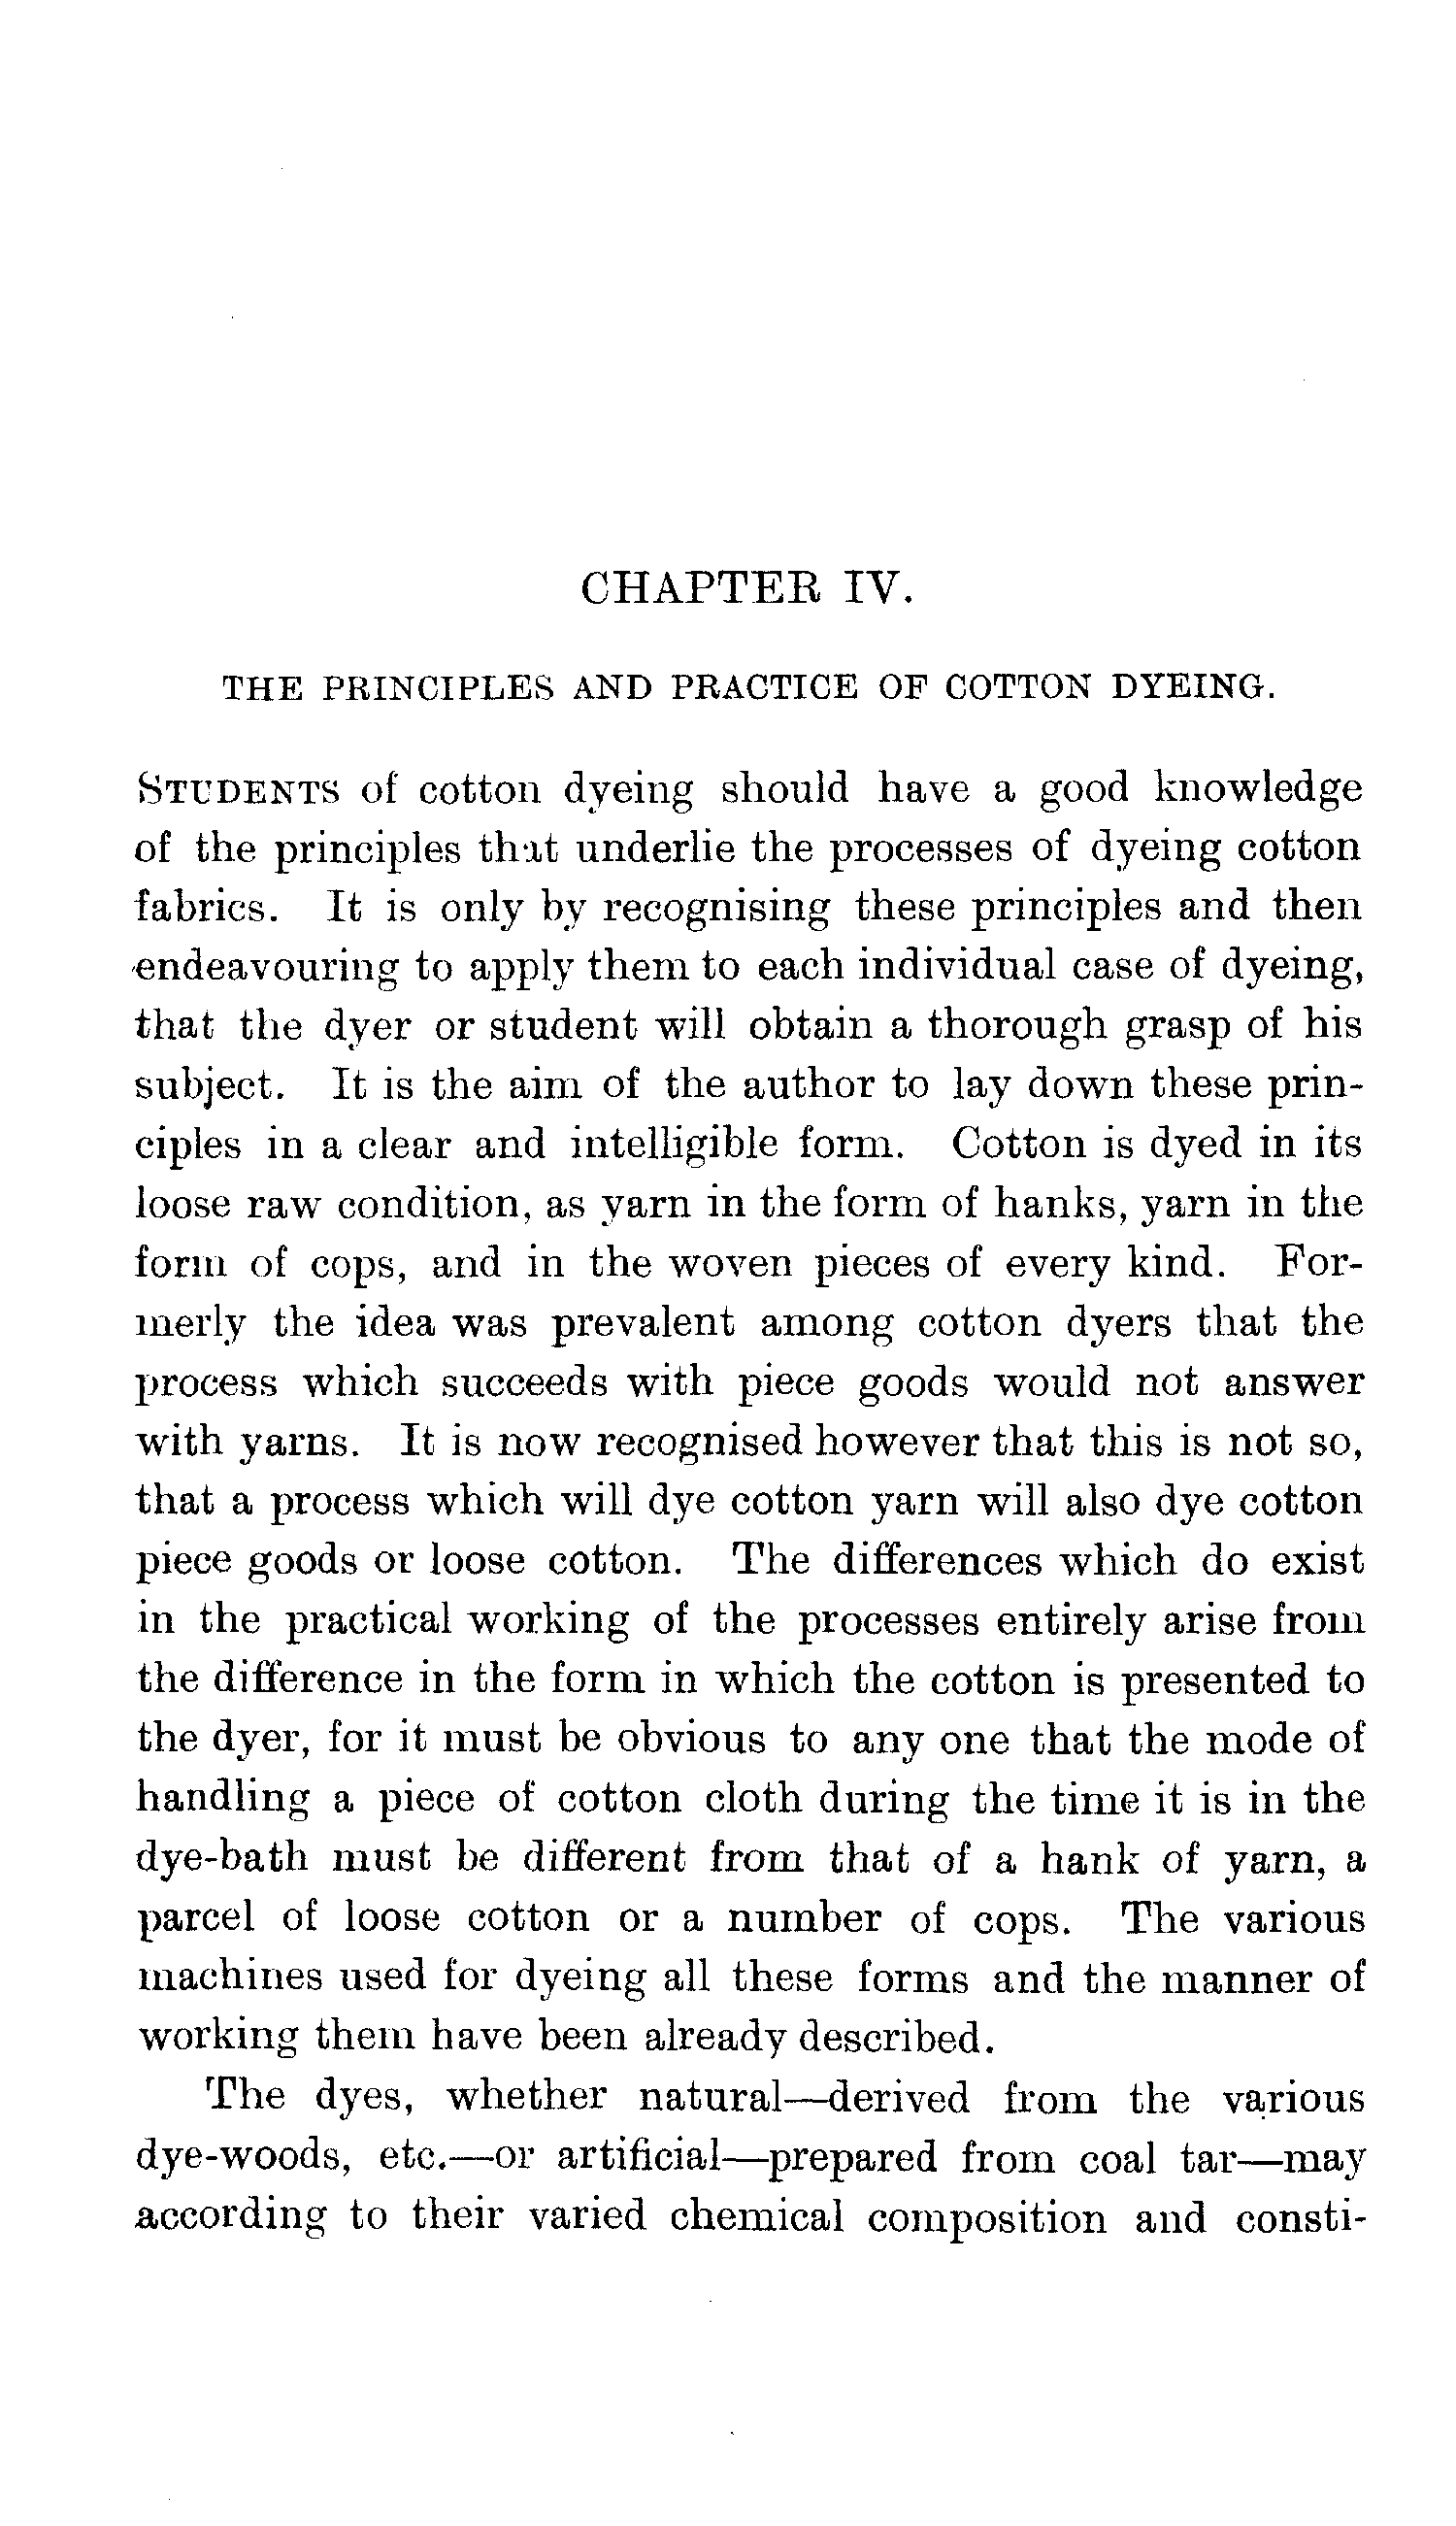 CHAPTER IV.
THE PRINCIPLES AND PRACTICE OF COTTON DYEING.
STUDENTS of cotton dyeing should have a good knowledge
of the principles that underlie the processes of dyeing cotton
fabrics. It is only by recognising these principles and then
endeavouring to apply them to each individual case of dyeing,
that the dyer or student will obtain a thorough grasp of his
subject. It is the aim of the author to lay down these prin-
ciples in a clear and intelligible form. Cotton is dyed in its
loose raw condition, as yarn in the form of hanks, yarn in the
form of cops, and in the woven pieces of every kind. For-
merly the idea was prevalent among cotton dyers that the
process which succeeds with piece goods would not answer
with yarns. It is now recognised however that this is not so,
that a process which will dye cotton yarn will also dye cotton
piece goods or loose cotton. The differences which do exist
in the practical working of the processes entirely arise from
the difference in the form in which the cotton is presented to
the dyer, for it must be obvious to any one that the mode of
handling a piece of cotton cloth during the time it is in the
dye-bath must be different from that of a hank of yarn, a
parcel of loose cotton or a number of cops. The various
machines used for dyeing all these forms and the manner of
working them have been already described.
The dyes, whether natural—derived from the various
dye-woods, etc.—or artificial—prepared from coal tar—may
according to their varied chemical composition and consti-